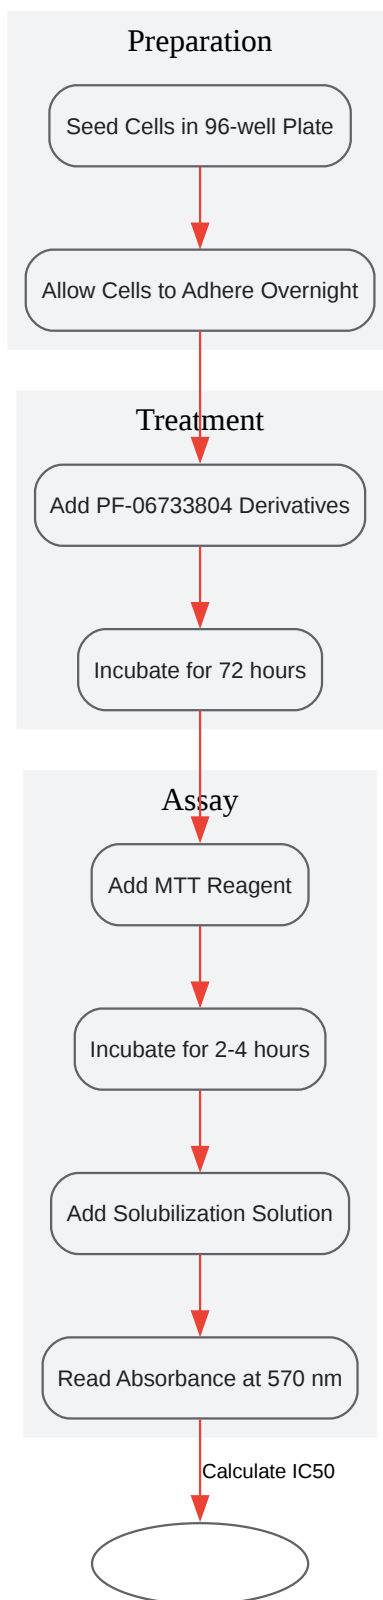 Preparation
Seed Cells in 96-well Plate
Allow Cells to Adhere Overnight
Treatment
Add PF-06733804 Derivatives
Incubate for 72 hours
Assay
Add MTT Reagent
Incubate for 2-4 hours
Add Solubilization Solution
Read Absorbance at 570 nm
Calculate IC50